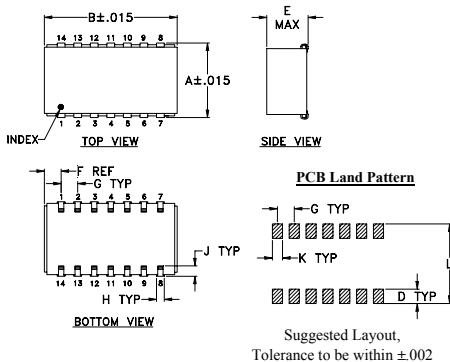 B±.015
14 13 12 11 10 9 8
A±.015
INDEX
1 2 3 4 5 6 7
TOP VIEW
E
MAX
SIDE VIEW
F REF
G TYP
1 2 3 4 5 6 7
J TYP
14 13 12 11 10 9 8
H TYP
BOTTOM VIEW
PCB Land Pattern
G TYP
K TYP
L
D TYP
Suggested Layout,
Tolerance to be within ±.002